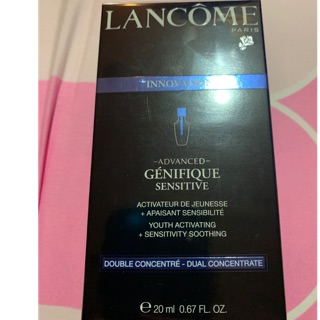 LANCÔME
PARIS
"INNOVATION"
—ADVANCED—
GÉNIFIQUE
SENSITIVE
ACTIVATEUR DE JEUNESSE
+ APAISANT SENSIBILITÉ
YOUTH ACTIVATING
+ SENSITIVITY SOOTHING
DOUBLE CONCENTRÉ - DUAL CONCENTRATE
℮ 20 ml 0.67 FL. OZ.